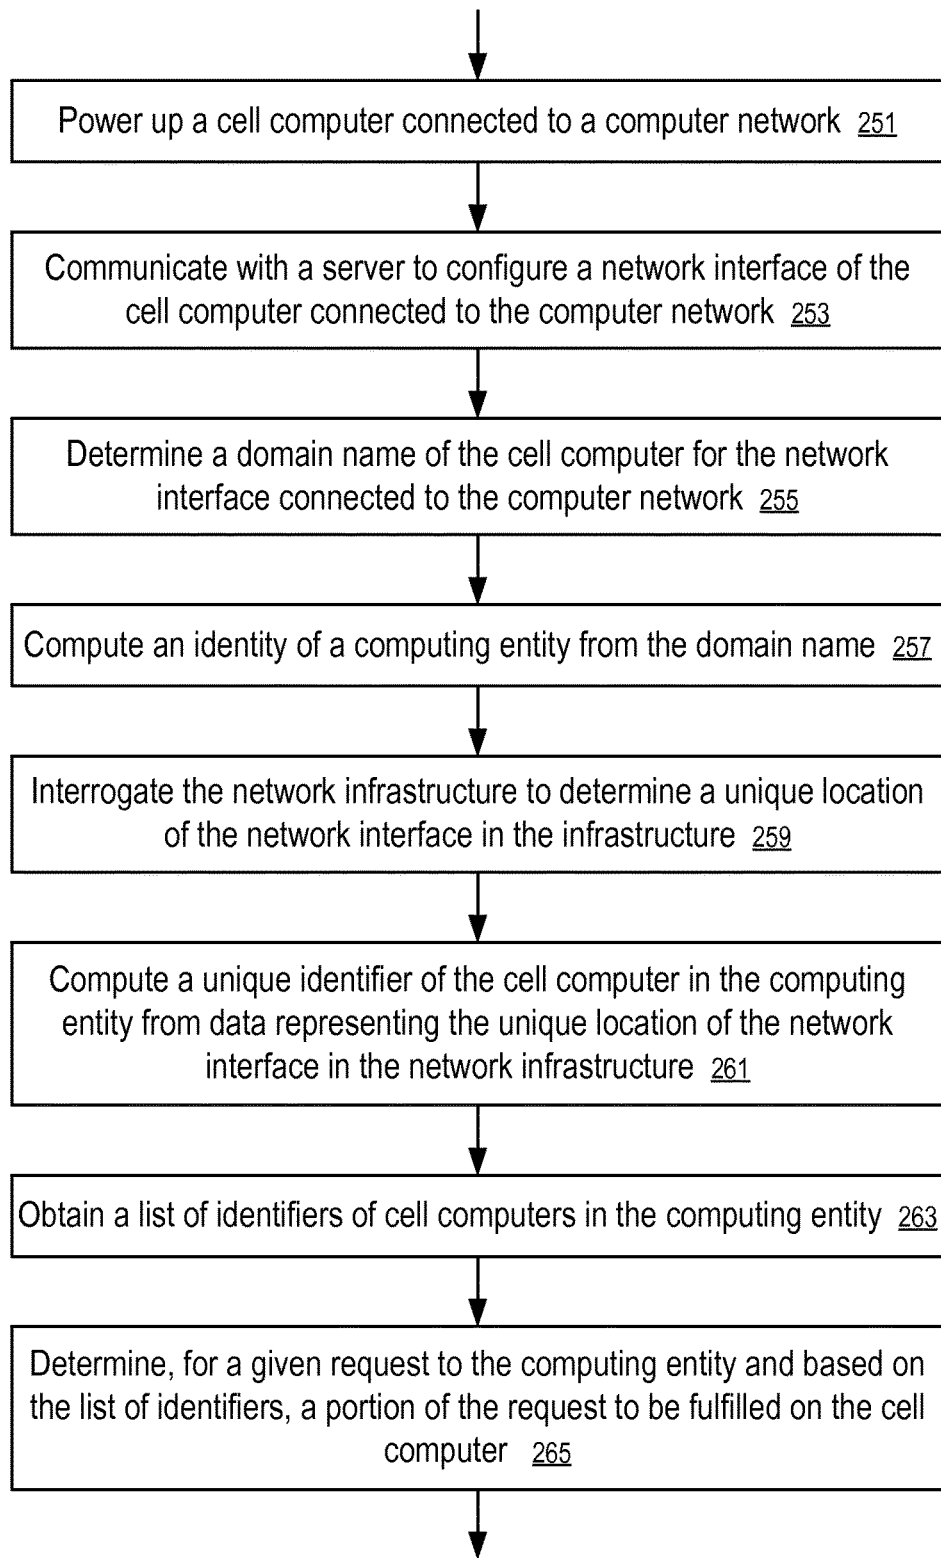 Power up a cell computer connected to a computer network 251
Communicate with a server to configure a network interface of the
cell computer connected to the computer network 253
Determine a domain name of the cell computer for the network
interface connected to the computer network 255
Compute an identity of a computing entity from the domain name 257
Interrogate the network infrastructure to determine a unique location
of the network interface in the infrastructure 259
Compute a unique identifier of the cell computer in the computing
entity from data representing the unique location of the network
interface in the network infrastructure 261
Obtain a list of identifiers of cell computers in the computing entity 263
Determine, for a given request to the computing entity and based on
the list of identifiers, a portion of the request to be fulfilled on the cell
computer 265